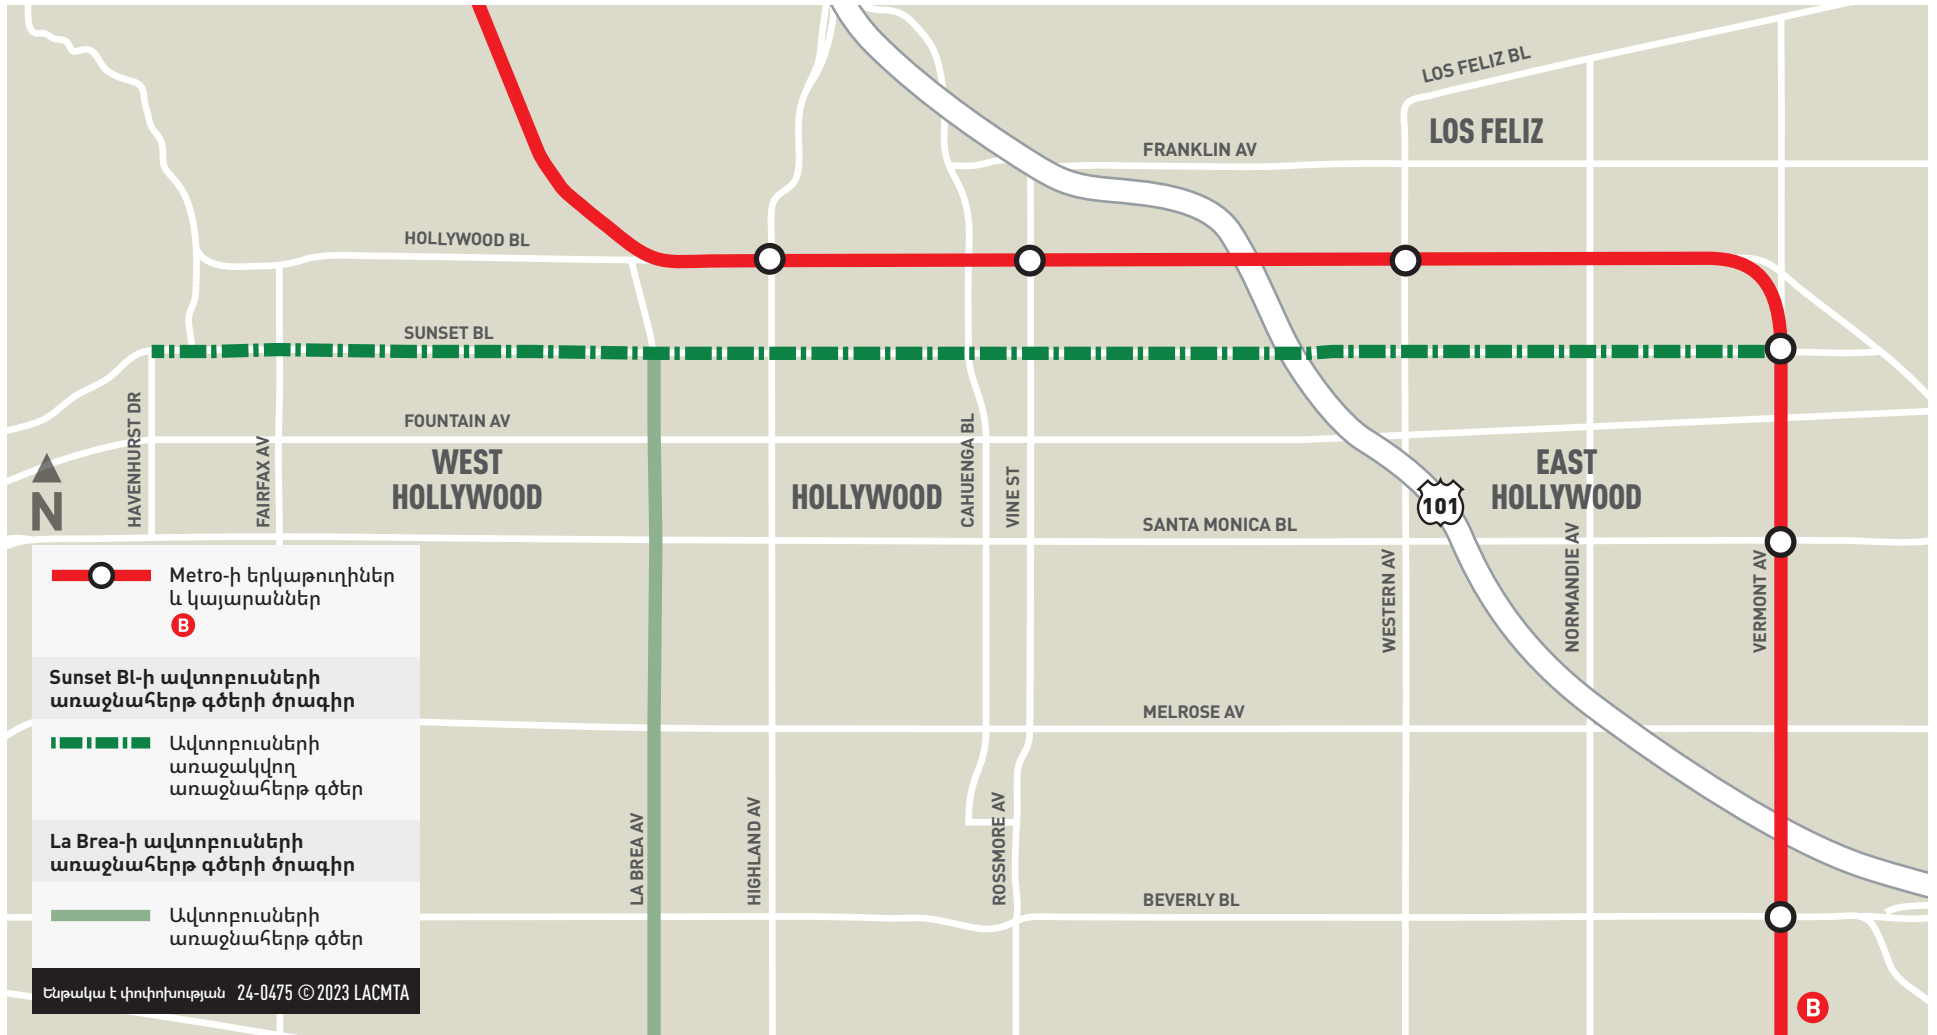 LOS FELIZ BL
LOS FELIZ
FRANKLIN AV
HOLLYWOOD BL
SUNSET BL
FOUNTAIN AV
HAVENHURST DR
FAIRFAX AV
WEST
HOLLYWOOD
HOLLYWOOD
CAHUENGA BL
VINE ST
EAST
HOLLYWOOD
101
N
SANTA MONICA BL
WESTERN AV
NORMANDIE AV
VERMONT AV
Metro-ի երկաթուղիներ
և կայարաններ
B
Sunset Bl-ի ավտոբուսների
առաջնահերթ գծերի ծրագիր
Ավտոբուսների
առաջակվող
առաջնահերթ գծեր
La Brea-ի ավտոբուսների
առաջնահերթ գծերի ծրագիր
Ավտոբուսների
առաջնահերթ գծեր
MELROSE AV
LA BREA AV
HIGHLAND AV
ROSSMORE AV
BEVERLY BL
Ենթակա է փոփոխության 24-0475 ©2023 LACMTA
B